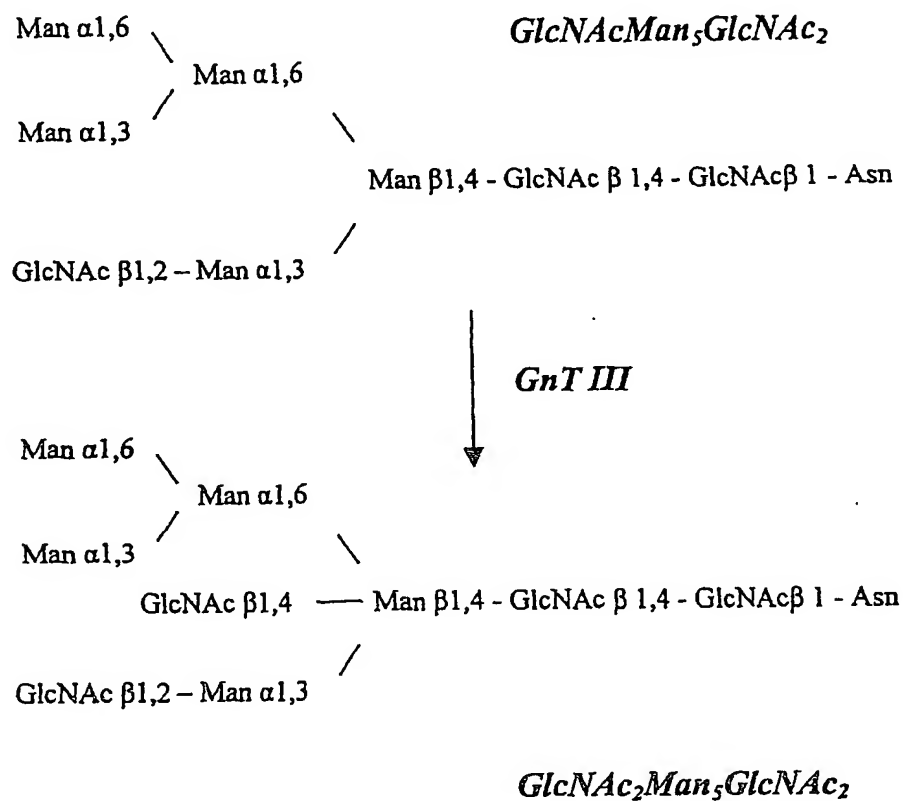 Man α1,6
GlcNAcMan₅GlcNAc₂
Man α1,6
Man α1,3
Man β1,4 - GlcNAc β 1,4 - GlcNAcβ 1 - Asn
GlcNAc β1,2 – Man α1,3
GnT III
Man α1,6
Man α1,6
Man α1,3
GlcNAc β1,4 — Man β1,4 - GlcNAc β 1,4 - GlcNAcβ 1 - Asn
GlcNAc β1,2 – Man α1,3
GlcNAc₂Man₅GlcNAc₂